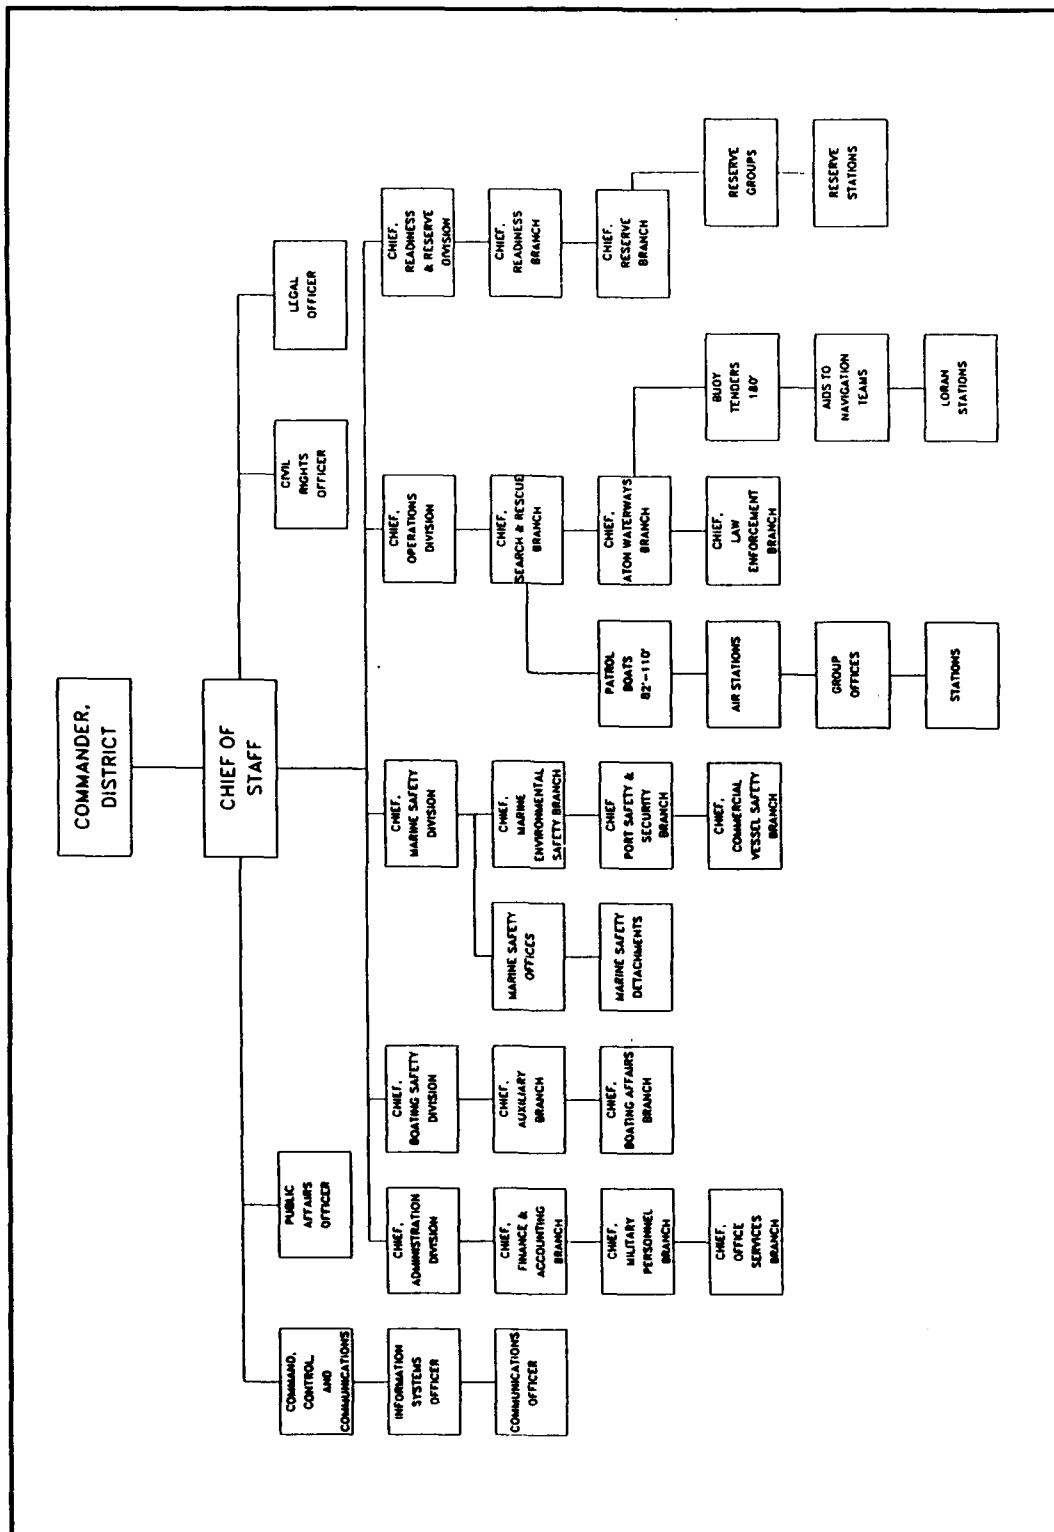 COMMANDER,
DISTRICT
CHIEF OF
STAFF
COMMAND,
CONTROL,
AND
COMMUNICATIONS
PUBLIC
AFFAIRS
OFFICER
CIVIL
RIGHTS
OFFICER
LEGAL
OFFICER
INFORMATION
SYSTEMS
OFFICER
COMMUNICATIONS
OFFICER
CHIEF,
ADMINISTRATION
DIVISION
CHIEF,
FINANCE &
ACCOUNTING
BRANCH
CHIEF,
MILITARY
PERSONNEL
BRANCH
CHIEF,
OFFICE
SERVICES
BRANCH
CHIEF,
BOATING SAFETY
DIVISION
CHIEF,
AUXILIARY
BRANCH
CHIEF,
BOATING AFFAIRS
BRANCH
CHIEF,
MARINE SAFETY
DIVISION
MARINE SAFETY
OFFICES
MARINE SAFETY
DETACHMENTS
CHIEF,
MARINE
ENVIRONMENTAL
SAFETY BRANCH
CHIEF
PORT SAFETY &
SECURITY
BRANCH
CHIEF,
COMMERCIAL
VESSEL SAFETY
BRANCH
CHIEF,
OPERATIONS
DIVISION
CHIEF,
SEARCH & RESCUE
BRANCH
PATROL
BOATS
82'-110'
AIR STATIONS
GROUP
OFFICES
STATIONS
CHIEF,
ATON WATERWAYS
BRANCH
CHIEF,
LAW
ENFORCEMENT
BRANCH
BUOY
TENDERS
180'
AIDS TO
NAVIGATION
TEAMS
LORAN
STATIONS
CHIEF,
READINESS
& RESERVE
DIVISION
CHIEF,
READINESS
BRANCH
CHIEF,
RESERVE
BRANCH
RESERVE
GROUPS
RESERVE
STATIONS